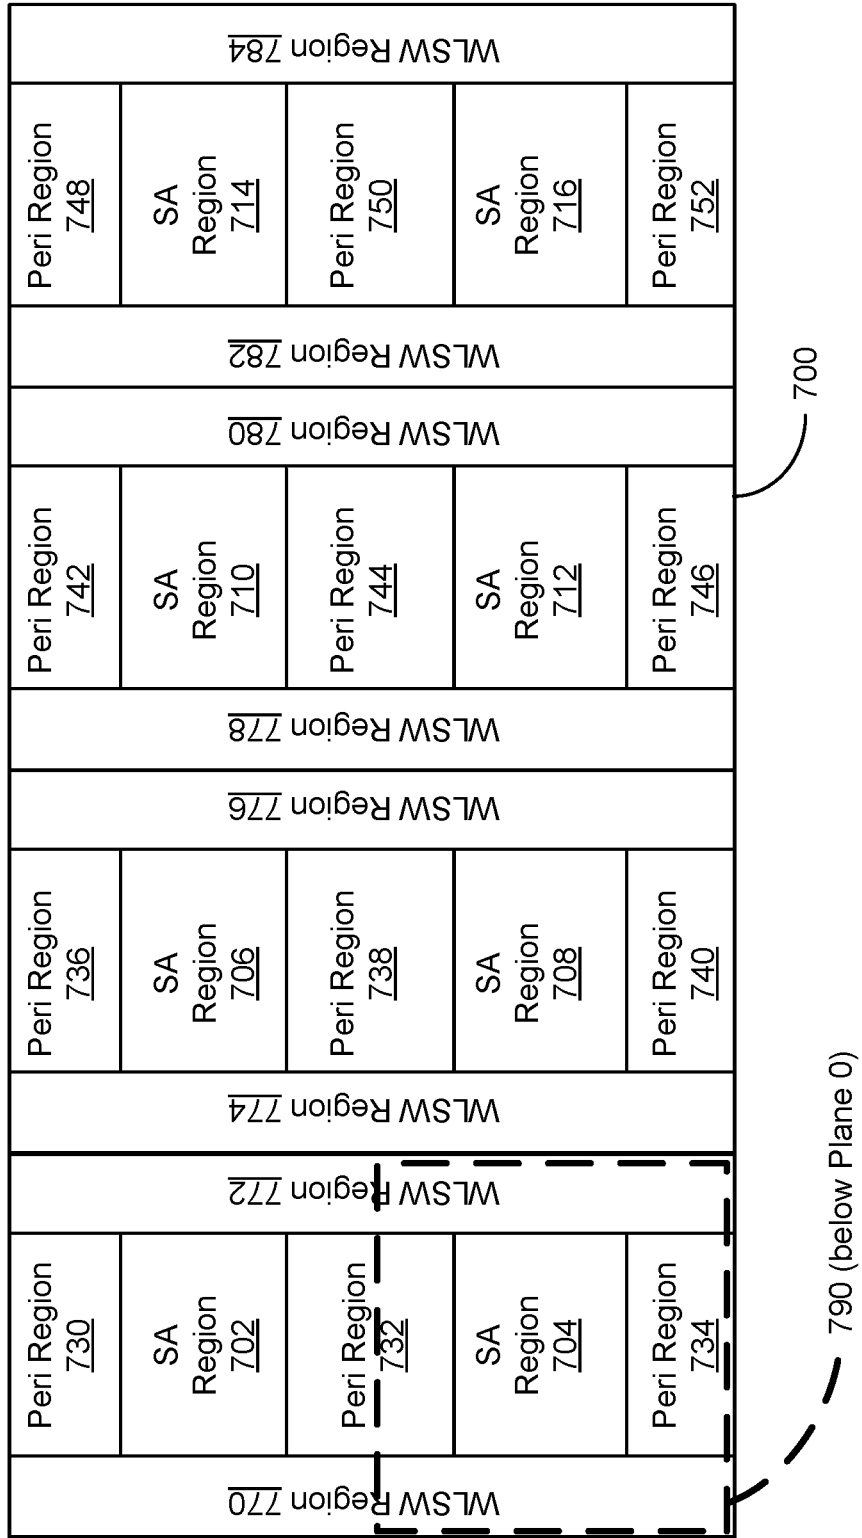 WLSW Region 770
Peri Region
730
SA
Region
702
Peri Region
732
SA
Region
704
Peri Region
734
WLSW Region 772
WLSW Region 774
Peri Region
736
SA
Region
706
Peri Region
738
SA
Region
708
Peri Region
740
WLSW Region 776
WLSW Region 778
Peri Region
742
SA
Region
710
Peri Region
744
SA
Region
712
Peri Region
746
WLSW Region 780
WLSW Region 782
Peri Region
748
SA
Region
714
Peri Region
750
SA
Region
716
Peri Region
752
WLSW Region 784
790 (below Plane 0)
700